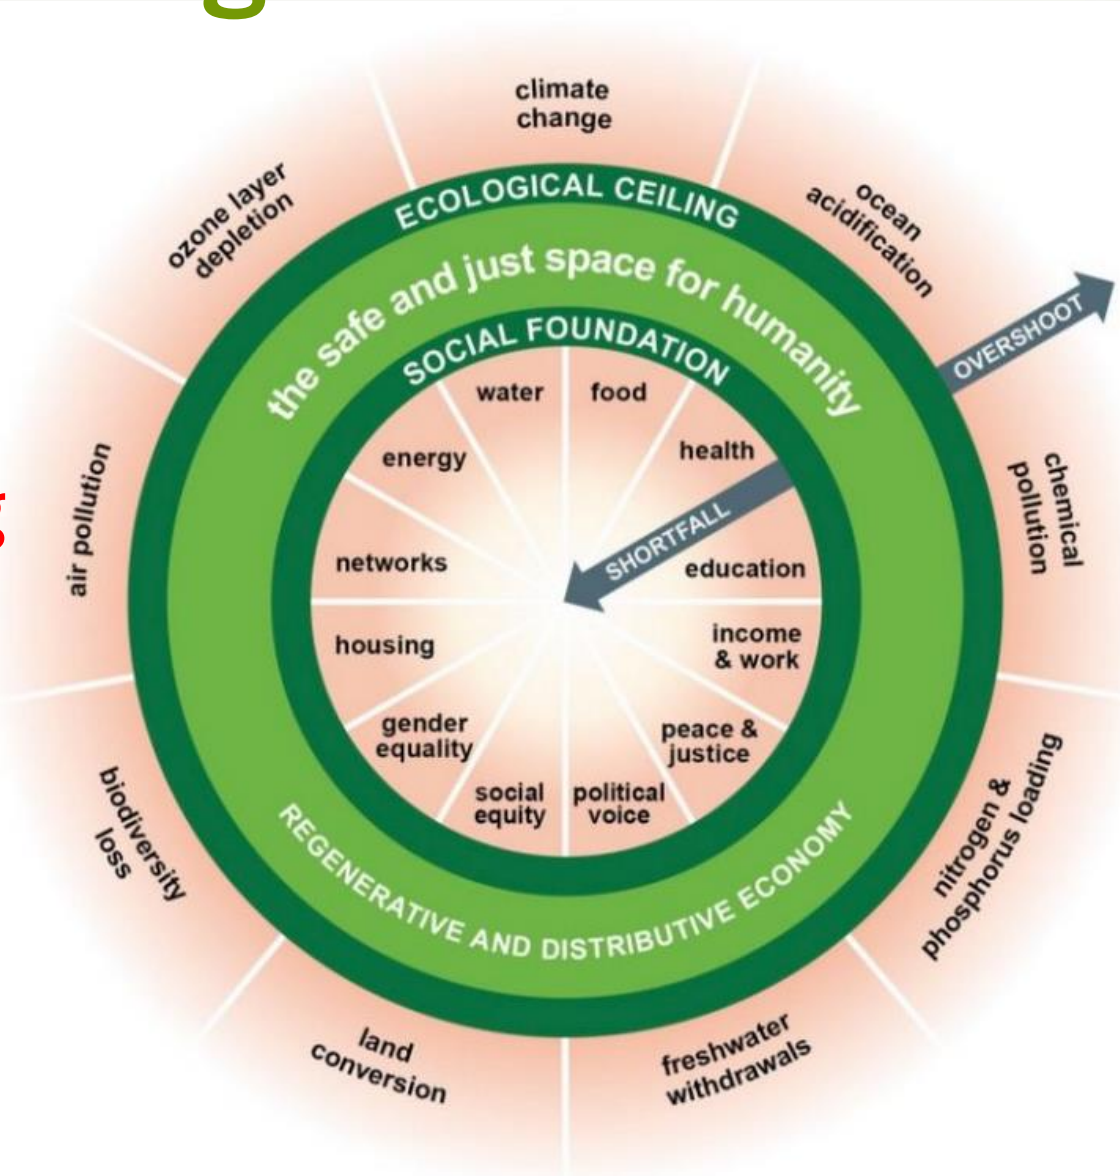 g
climate
change
ozone layer
depletion
ocean
acidification
ECOLOGICAL CEILING
the safe and just space for humanity
OVERSHOOT
SOCIAL FOUNDATION
water
food
energy
health
SHORTFALL
networks
education
housing
income
& work
gender
equality
peace &
justice
social
equity
political
voice
REGENERATIVE AND DISTRIBUTIVE ECONOMY
air pollution
g
chemical
pollution
biodiversity
loss
nitrogen &
phosphorus loading
land
conversion
freshwater
withdrawals